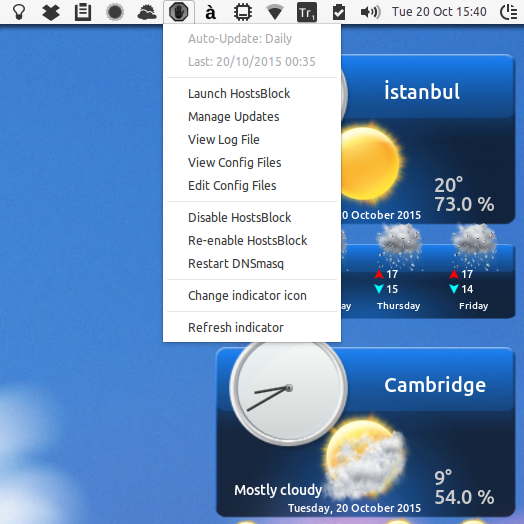 à
Tr1
Tue 20 Oct 15:40
Auto-Update: Daily
Last: 20/10/2015 00:35
Launch HostsBlock
Manage Updates
View Log File
View Config Files
Edit Config Files
Disable HostsBlock
Re-enable HostsBlock
Restart DNSmasq
Change indicator icon
Refresh indicator
İstanbul
20°
73.0 %
0 October 2015
17
15
ay
Thursday
17
14
Friday
Cambridge
9°
54.0 %
Mostly cloudy
Tuesday, 20 October 2015